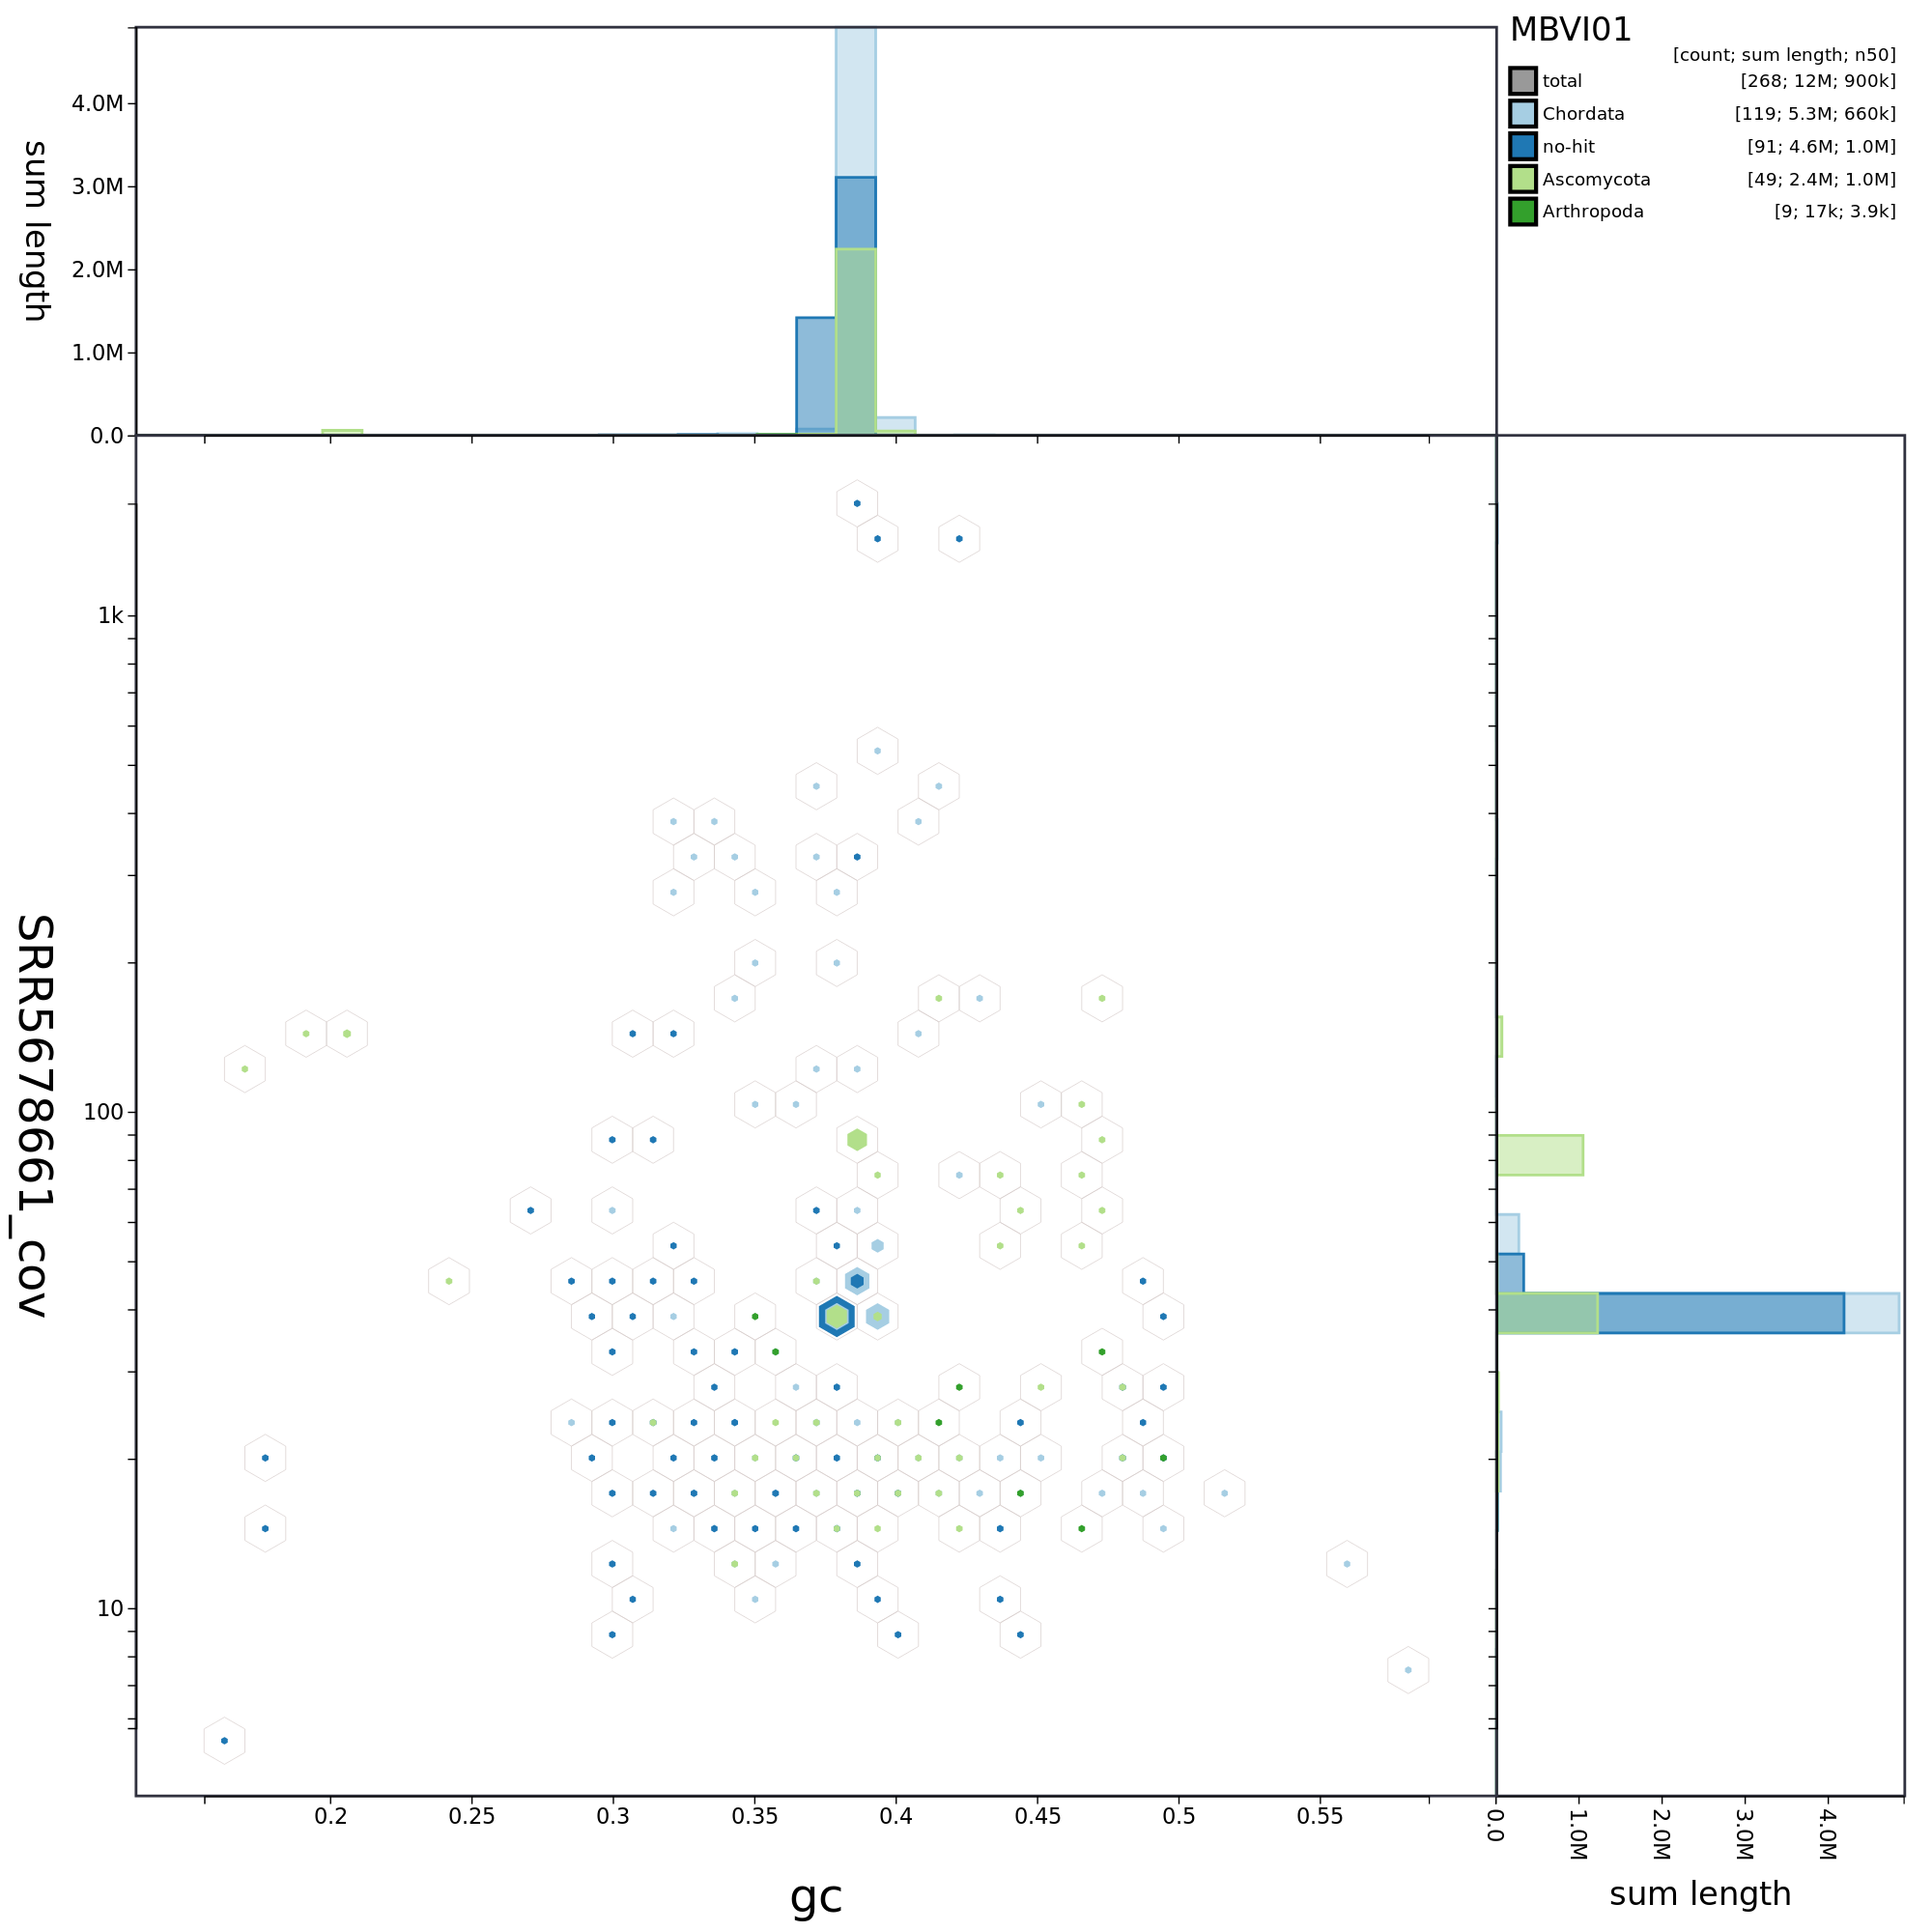 MBVI01
[count; sum length; n50]
total [268; 12M; 900k]
Chordata [119; 5.3M; 660k]
no-hit [91; 4.6M; 1.0M]
Ascomycota [49; 2.4M; 1.0M]
Arthropoda [9; 17k; 3.9k]
sum length
4.0M
3.0M
2.0M
1.0M
0.0
SRR5678661_cov
1k
100
10
0.2 0.25 0.3 0.35 0.4 0.45 0.5 0.55
gc
0.0 1.0M 2.0M 3.0M 4.0M
sum length